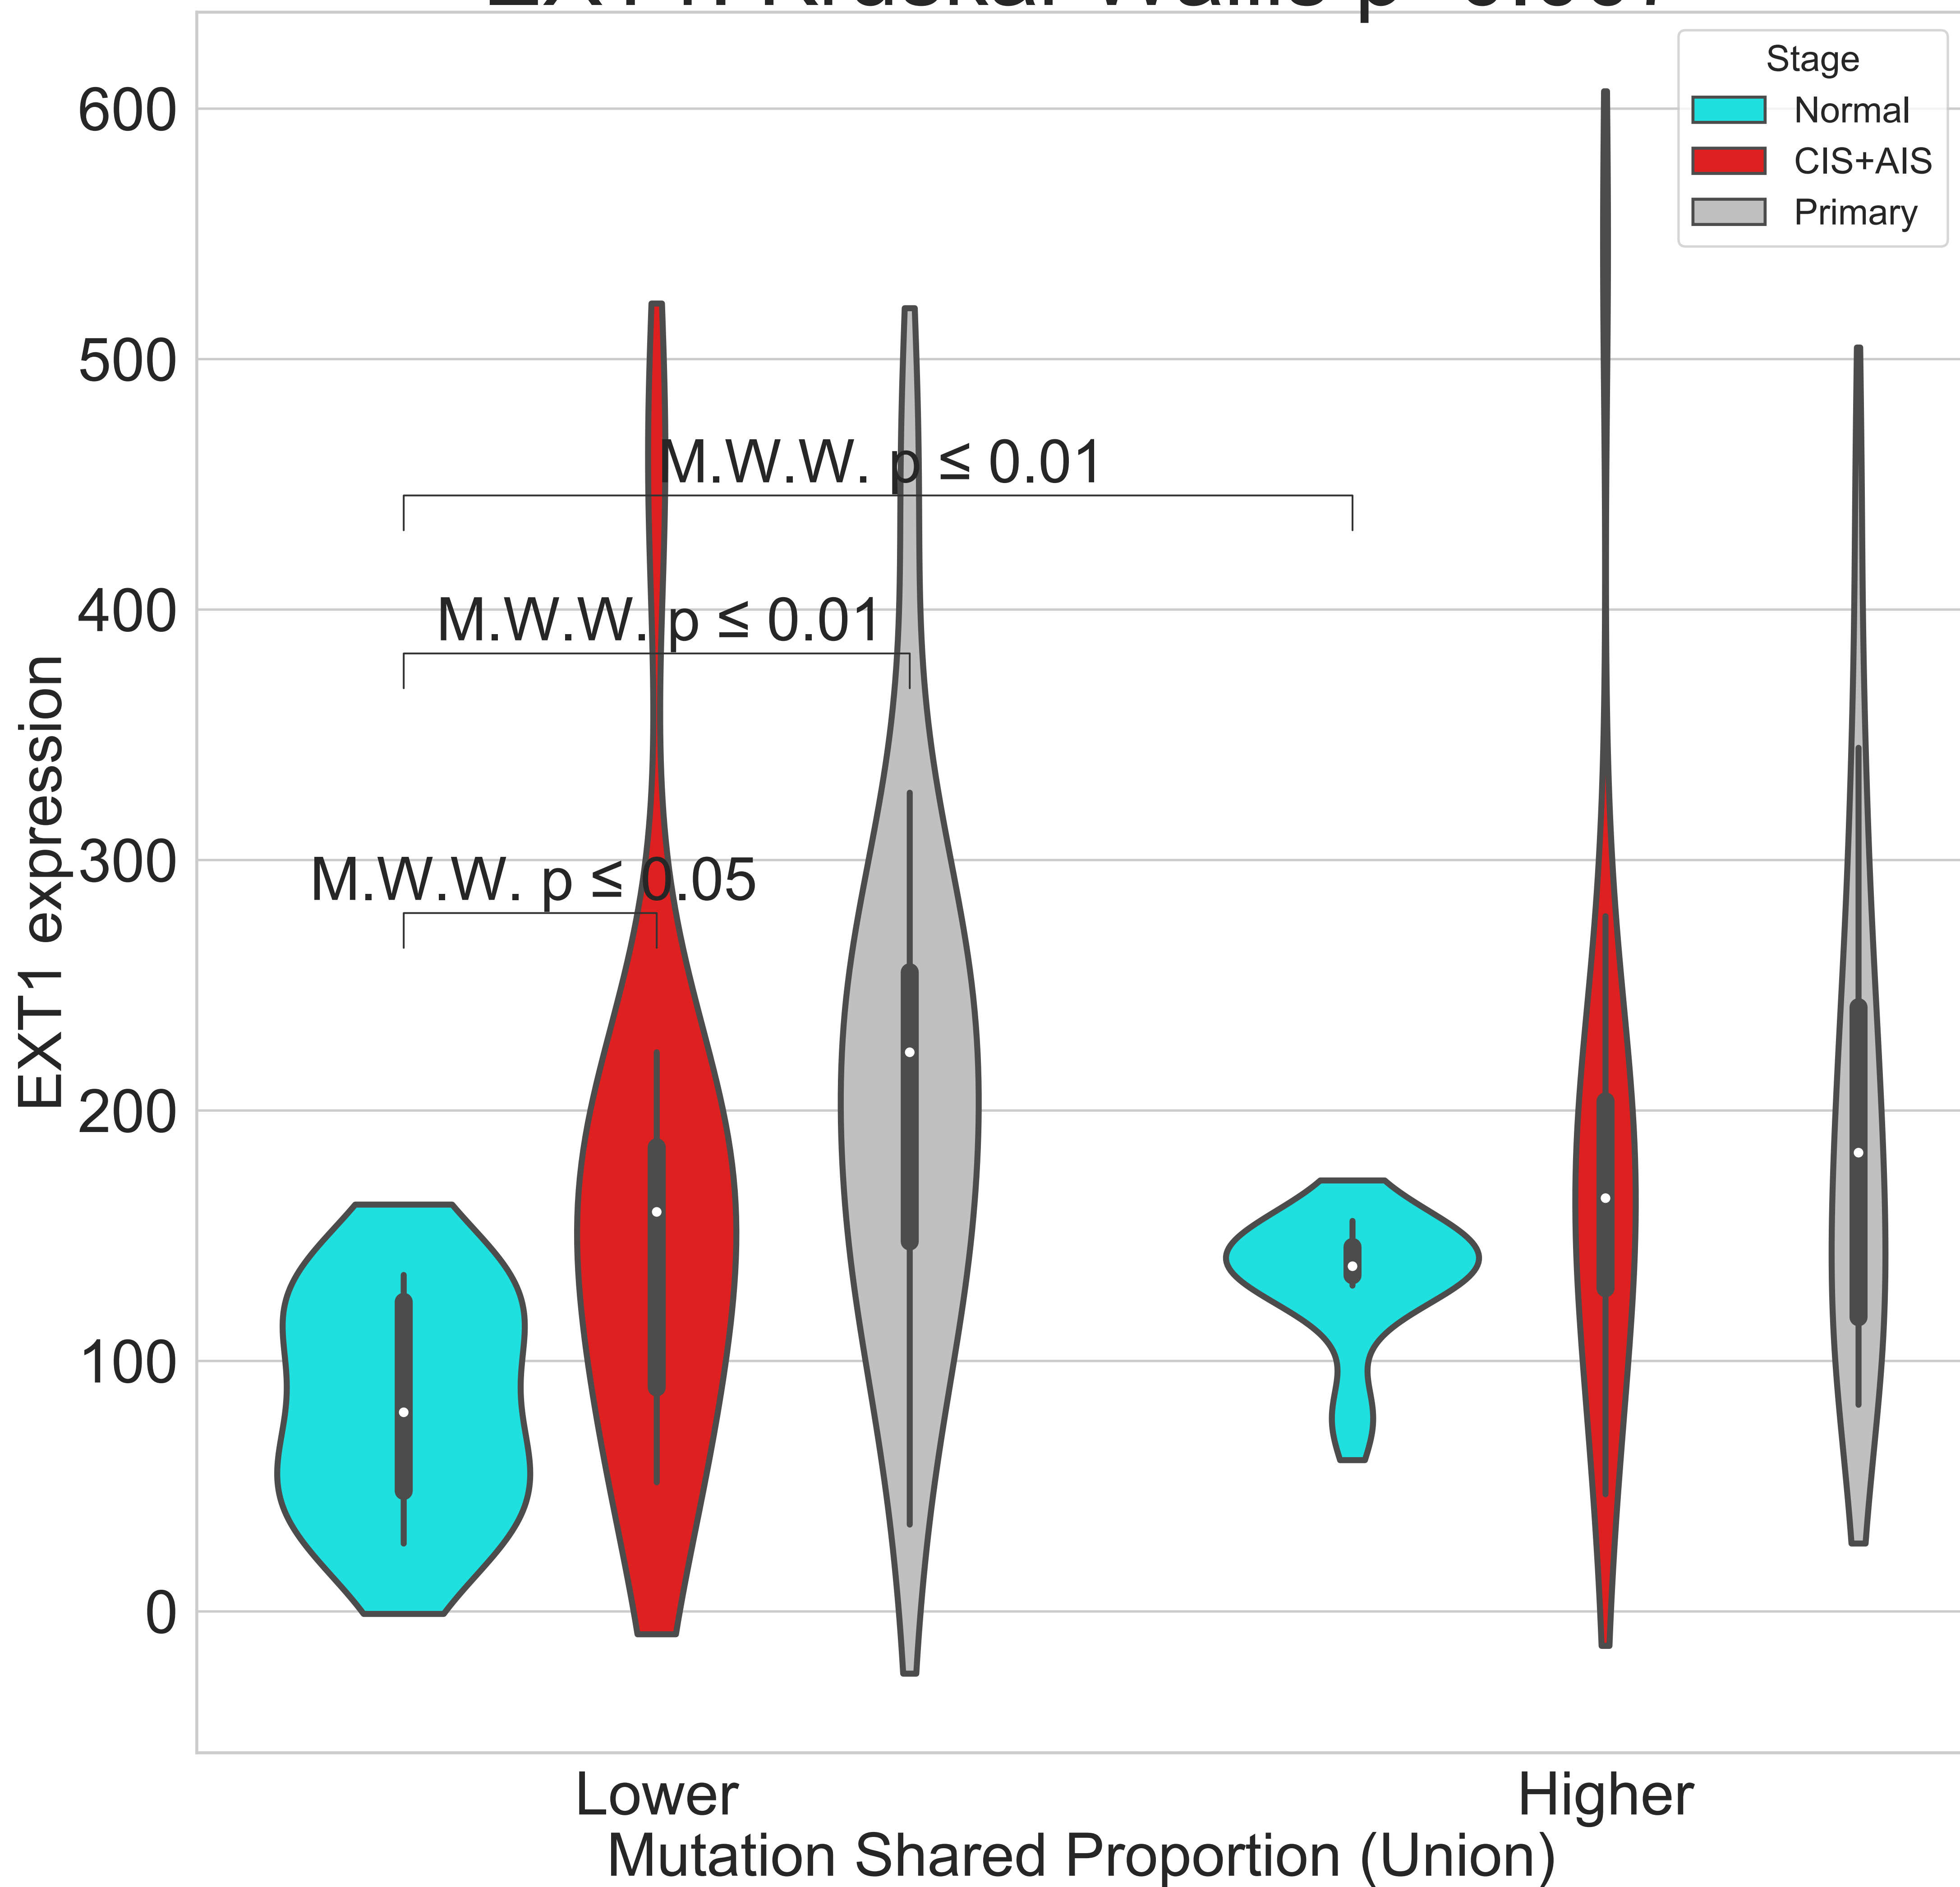 Stage
Normal
CIS+AIS
Primary
600
500
400
300
200
100
0
EXT1 expression
M.W.W. p ≤ 0.01
M.W.W. p ≤ 0.01
M.W.W. p ≤ 0.05
Lower
Higher
Mutation Shared Proportion (Union)